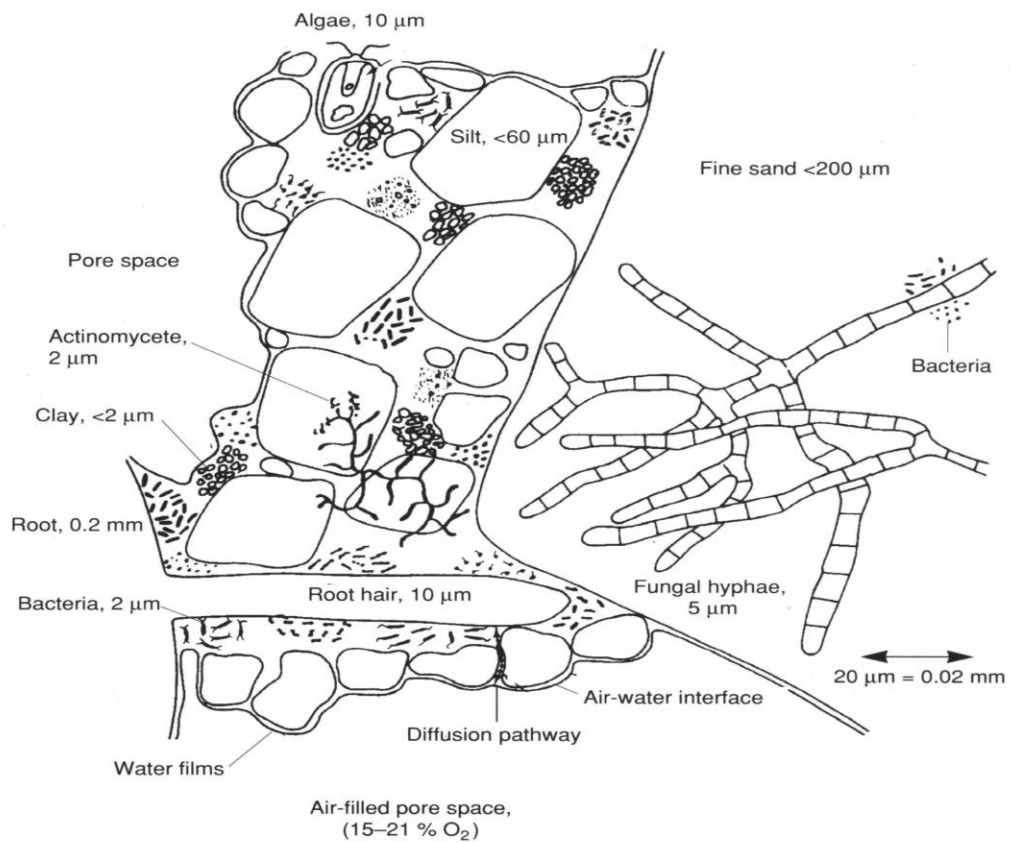 Algae, 10 μm
Silt, <60 μm
Fine sand <200 μm
Pore space
Actinomycete,
2 μm
Bacteria
Clay, <2 μm
Root, 0.2 mm
Root hair, 10 μm
Fungal hyphae,
5 μm
Bacteria, 2 μm
20 μm = 0.02 mm
Air-water interface
Diffusion pathway
Water films
Air-filled pore space,
(15–21 % O₂)